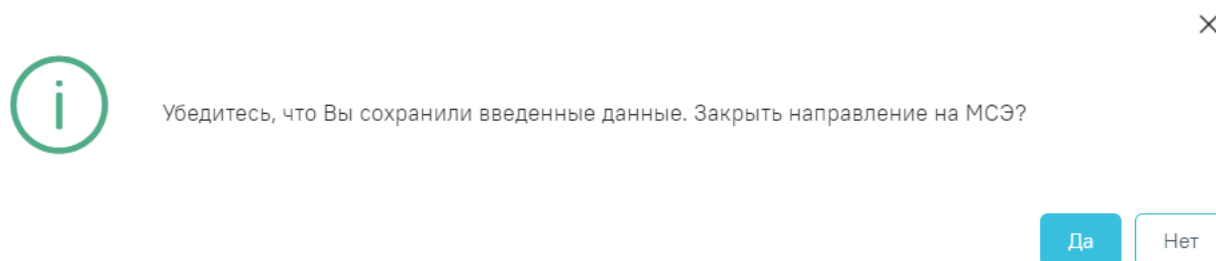 Убедитесь, что Вы сохранили введенные данные. Закрыть направление на МСЭ?
Да
Нет